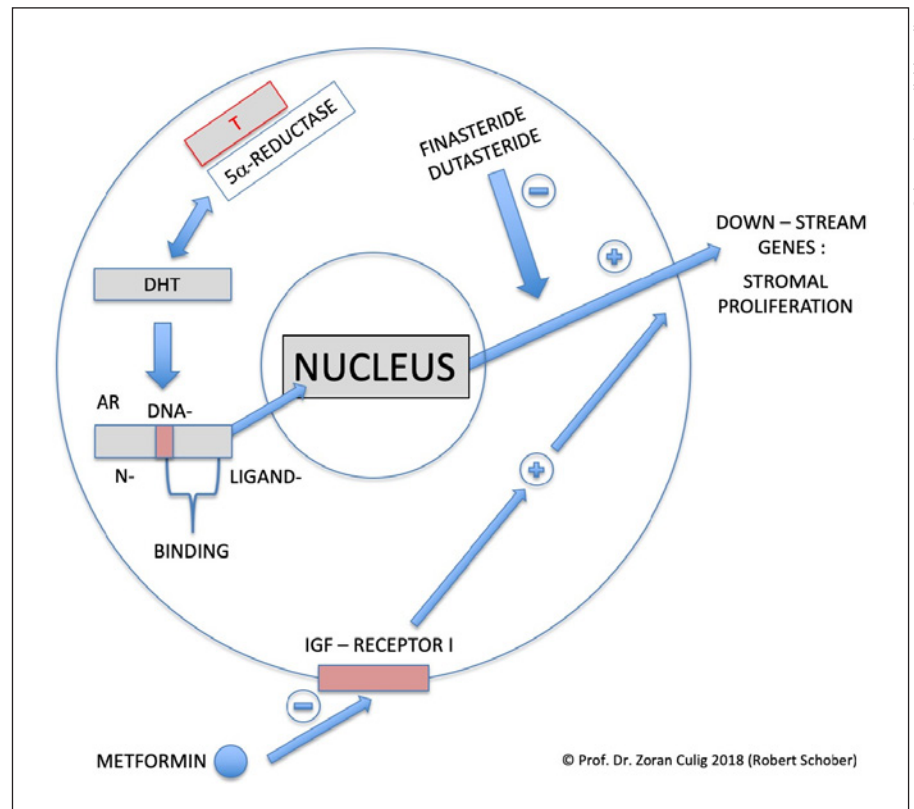 T
5α-REDUCTASE
FINASTERIDE
DUTASTERIDE
DHT
DOWN – STREAM
GENES :
STROMAL
PROLIFERATION
NUCLEUS
AR
DNA-
N-
LIGAND-
BINDING
IGF – RECEPTOR I
METFORMIN
© Prof. Dr. Zoran Culig 2018 (Robert Schober)